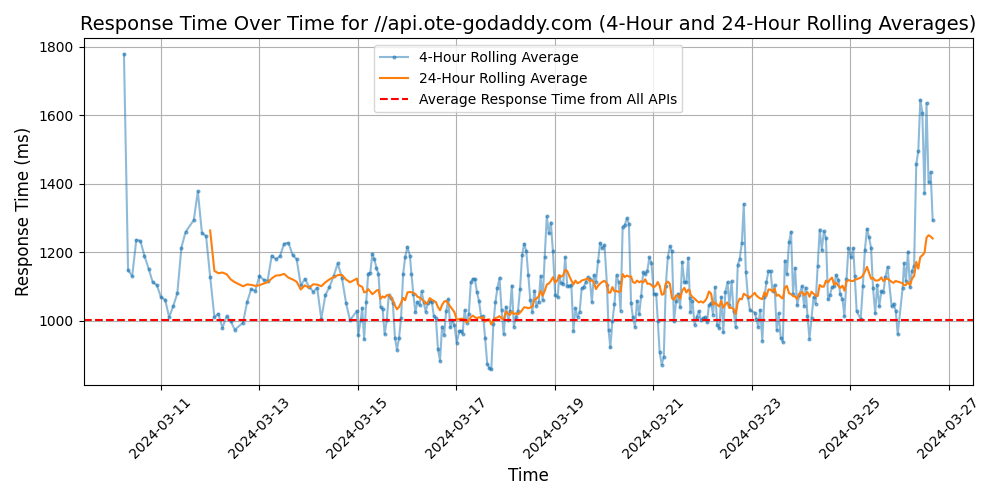 Response Time Over Time for //api.ote-godaddy.com (4-Hour and 24-Hour Rolling Averages)
4-Hour Rolling Average
24-Hour Rolling Average
Average Response Time from All APIs
Response Time (ms)
1800
1600
1400
1200
1000
2024-03-11
2024-03-13
2024-03-15
2024-03-17
2024-03-19
2024-03-21
2024-03-23
2024-03-25
2024-03-27
Time